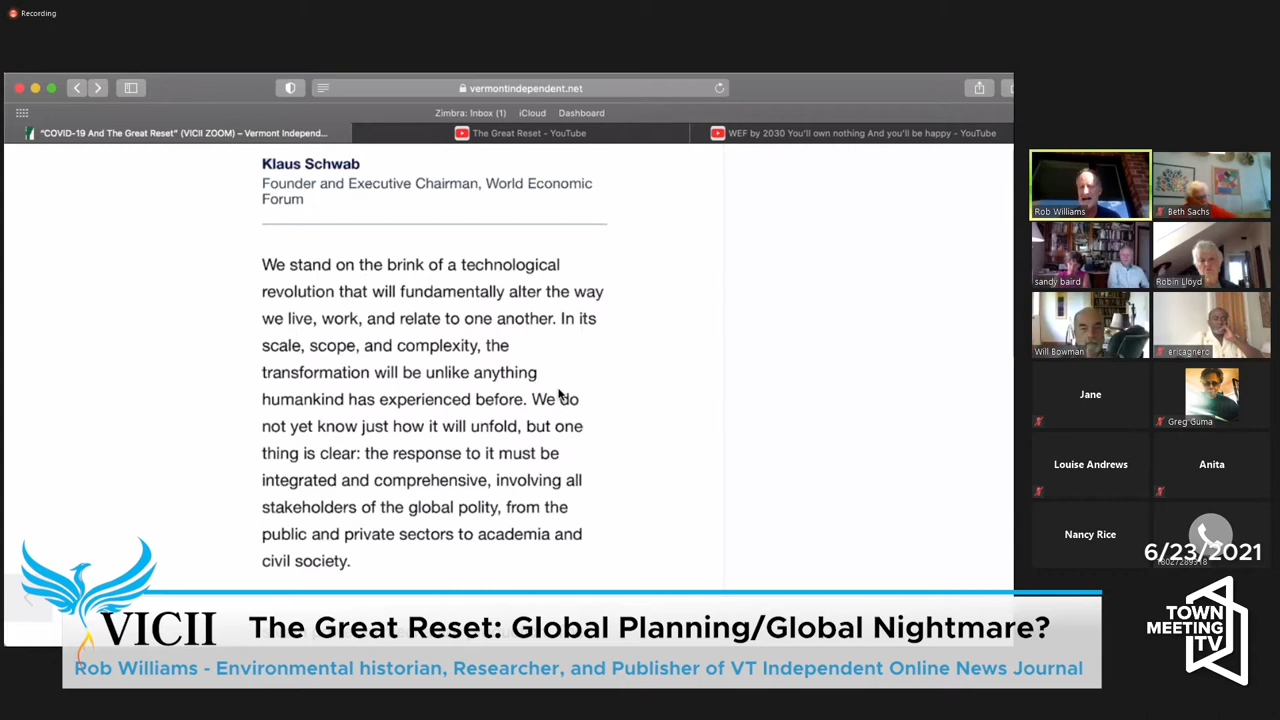 Recording
vermontindependent.net
Zimbra: Inbox (1) iCloud Dashboard
"COVID-19 And The Great Reset" (VICII ZOOM) – Vermont Independ...
The Great Reset - YouTube
WEF by 2030 You'll own nothing And you'll be happy - YouTube
Klaus Schwab
Founder and Executive Chairman, World Economic
Forum
We stand on the brink of a technological
revolution that will fundamentally alter the way
we live, work, and relate to one another. In its
scale, scope, and complexity, the
transformation will be unlike anything
humankind has experienced before. We do
not yet know just how it will unfold, but one
thing is clear: the response to it must be
integrated and comprehensive, involving all
stakeholders of the global polity, from the
public and private sectors to academia and
civil society.
Rob Williams
Beth Sachs
sandy baird
Robin Lloyd
Will Bowman
ericagnero
Jane
Greg Guma
Louise Andrews
Anita
Nancy Rice
6/23/2021
VICII
The Great Reset: Global Planning/Global Nightmare?
Rob Williams - Environmental historian, Researcher, and Publisher of VT Independent Online News Journal
TOWN
MEETING
TV